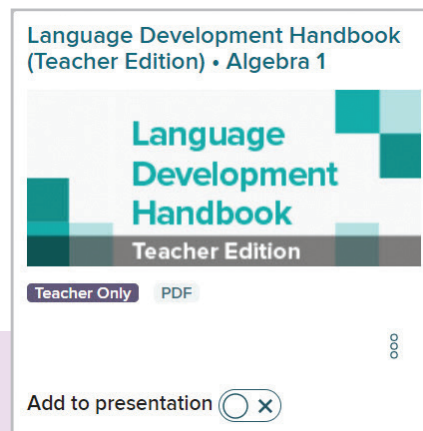 Language Development Handbook
(Teacher Edition) • Algebra 1
Language
Development
Handbook
Teacher Edition
Teacher Only PDF
Add to presentation